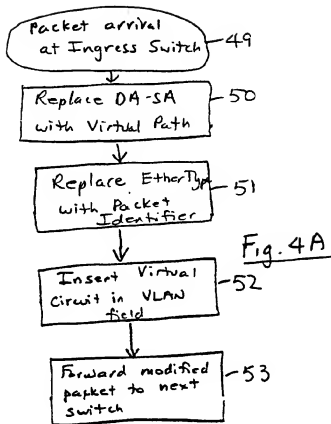 Packet arrival
at Ingress Switch
49
Replace DA-SA
with Virtual Path
50
Replace EtherType
with Packet
Identifier
51
Insert Virtual
Circuit in VLAN
field
52
Fig. 4A
Forward modified
packet to next
switch
53